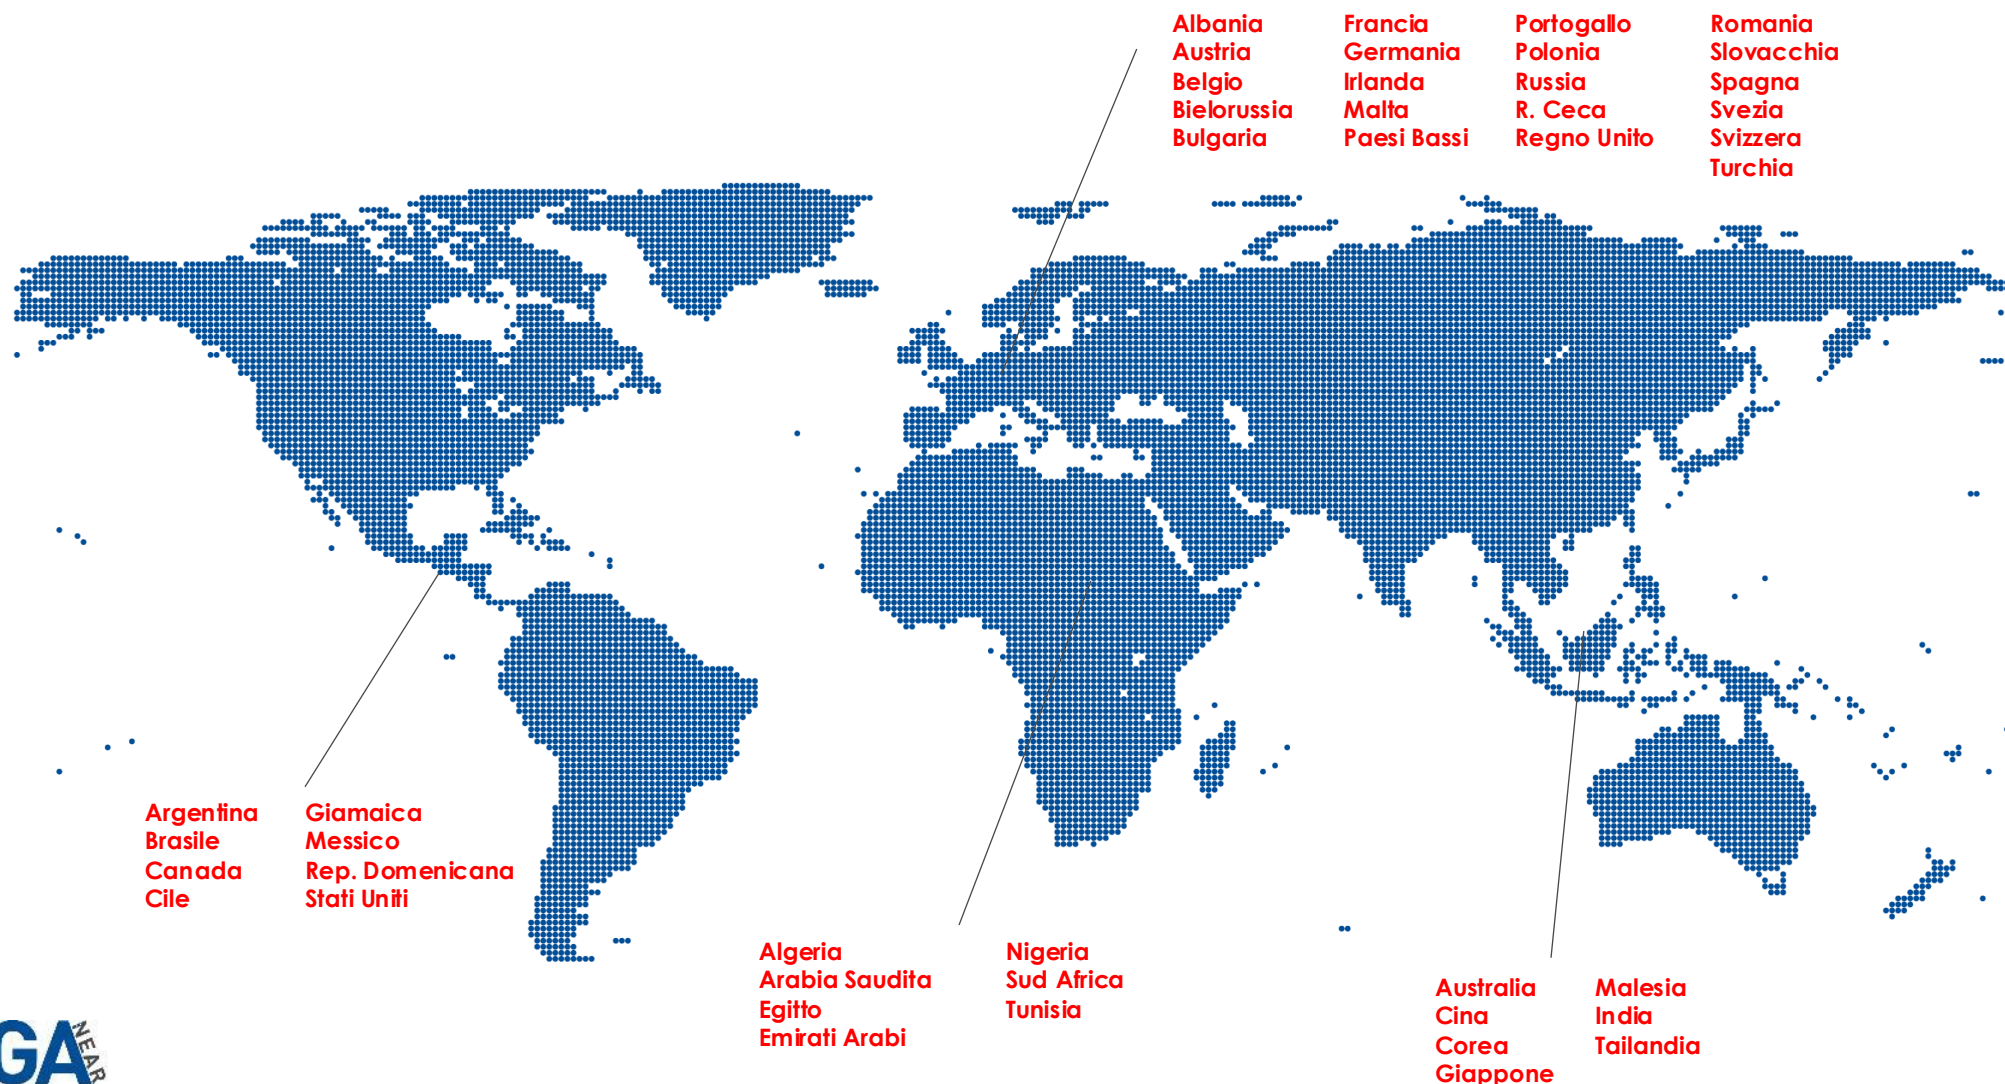 Albania
Austria
Belgio
Bielorussia
Bulgaria
Francia
Germania
Irlanda
Malta
Paesi Bassi
Portogallo
Polonia
Russia
R. Ceca
Regno Unito
Romania
Slovacchia
Spagna
Svezia
Svizzera
Turchia
Argentina
Brasile
Canada
Cile
Giamaica
Messico
Rep. Domenicana
Stati Uniti
Algeria
Arabia Saudita
Egitto
Emirati Arabi
Nigeria
Sud Africa
Tunisia
Australia
Cina
Corea
Giappone
Malesia
India
Tailandia
GA
NEAR